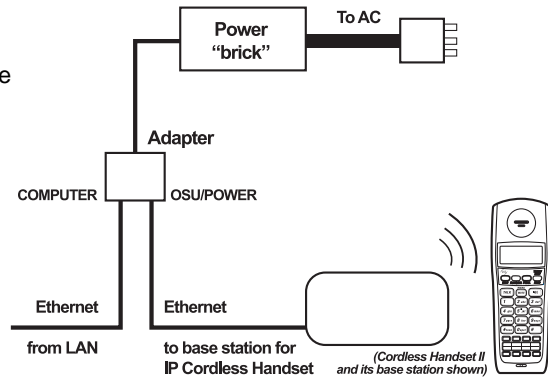 Power
“brick”
To AC
e
Adapter
COMPUTER
OSU/POWER
Ethernet
from LAN
Ethernet
to base station for
IP Cordless Handset
(Cordless Handset II
and its base station shown)